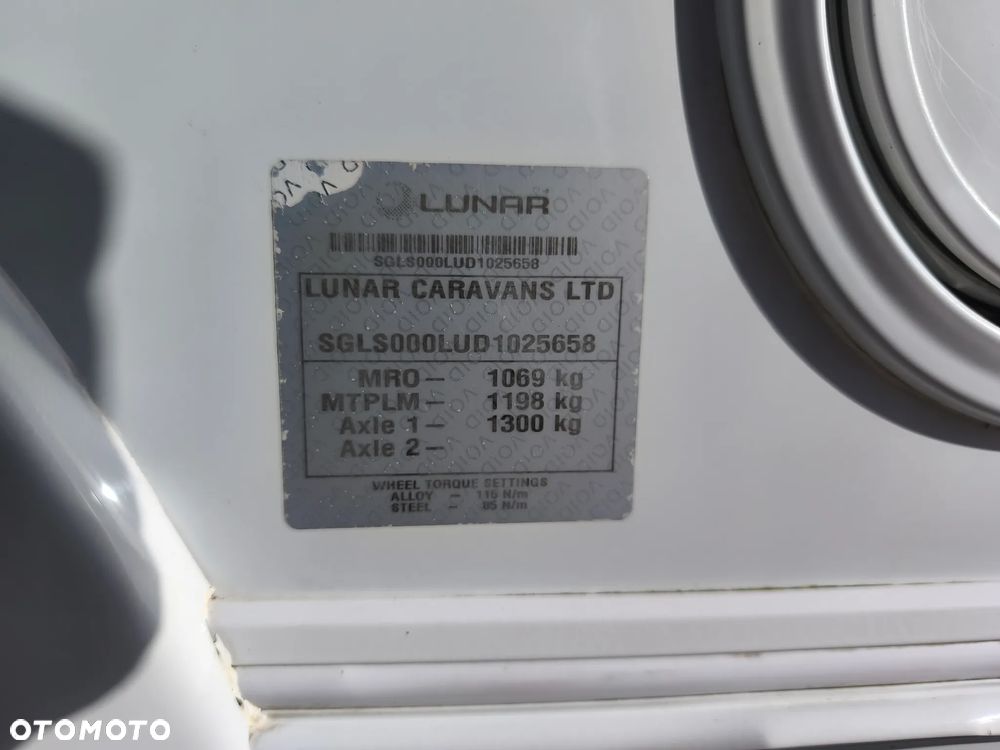 LUNAR
SGLS000LUD1025658
LUNAR CARAVANS LTD
SGLS000LUD1025658
MRO - 1069 kg
MTPLM - 1198 kg
Axle 1 - 1300 kg
Axle 2 -
WHEEL TORQUE SETTINGS
ALLOY - 115 N/m
STEEL - 85 N/m
OTOMOTO